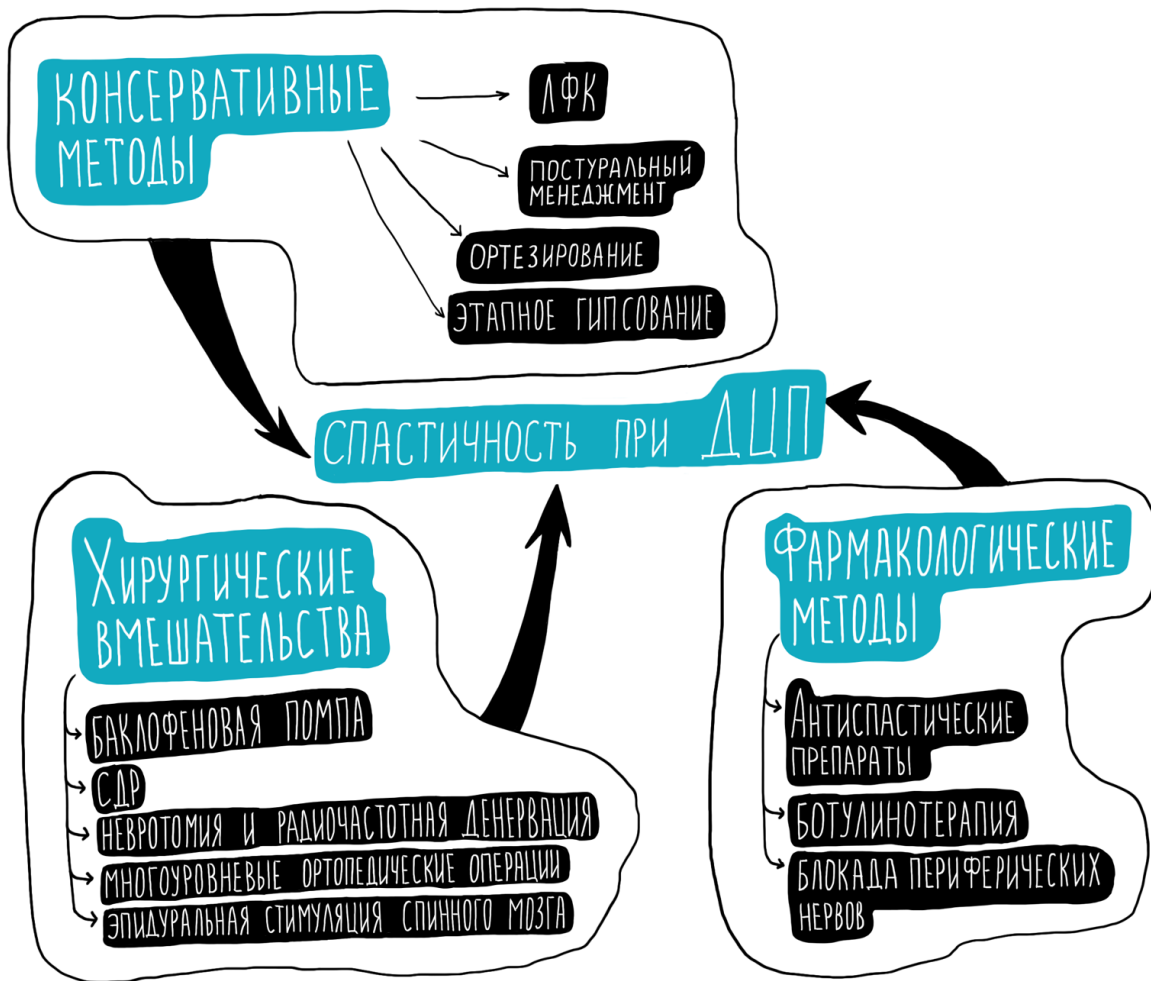 КОНСЕРВАТИВНЫЕ
МЕТОДЫ
ЛФК
ПОСТУРАЛЬНЫЙ
МЕНЕДЖМЕНТ
ОРТЕЗИРОВАНИЕ
ЭТАПНОЕ ГИПСОВАНИЕ
СПАСТИЧНОСТЬ ПРИ ДЦП
ХИРУРГИЧЕСКИЕ
ВМЕШАТЕЛЬСТВА
БАКЛОФЕНОВАЯ ПОМПА
СДР
НЕВРОТОМИЯ И РАДИОЧАСТОТНАЯ ДЕНЕРВАЦИЯ
МНОГОУРОВНЕВЫЕ ОРТОПЕДИЧЕСКИЕ ОПЕРАЦИИ
ЭПИДУРАЛЬНАЯ СТИМУЛЯЦИЯ СПИННОГО МОЗГА
ФАРМАКОЛОГИЧЕСКИЕ
МЕТОДЫ
АНТИСПАСТИЧЕСКИЕ
ПРЕПАРАТЫ
БОТУЛИНОТЕРАПИЯ
БЛОКАДА ПЕРИФЕРИЧЕСКИХ
НЕРВОВ